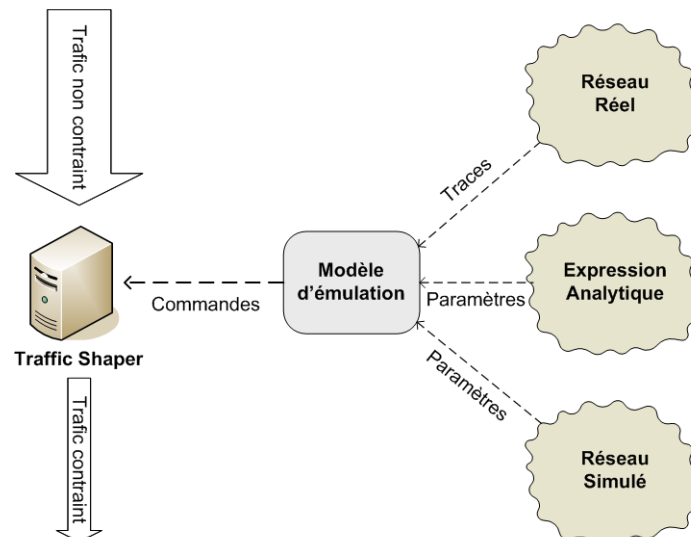 Trafic non contraint
Réseau
Réel
Traces
Modèle
d'émulation
Expression
Analytique
Commandes
Paramètres
Traffic Shaper
Paramètres
Trafic contraint
Réseau
Simulé